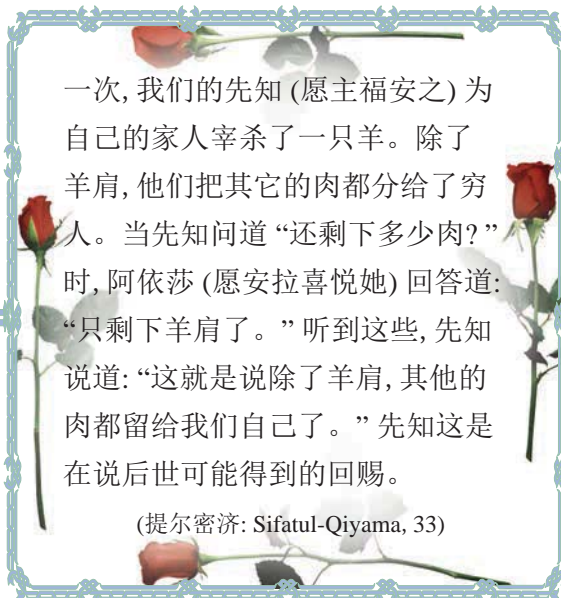 一次, 我们的先知 (愿主福安之) 为
自己的家人宰杀了一只羊。除了
羊肩, 他们把其它的肉都分给了穷
人。当先知问道 “还剩下多少肉? ”
时, 阿依莎 (愿安拉喜悦她) 回答道:
“只剩下羊肩了。” 听到这些, 先知
说道: “这就是说除了羊肩, 其他的
肉都留给我们自己了。” 先知这是
在说后世可能得到的回赐。
(提尔密济: Sifatul-Qiyama, 33)